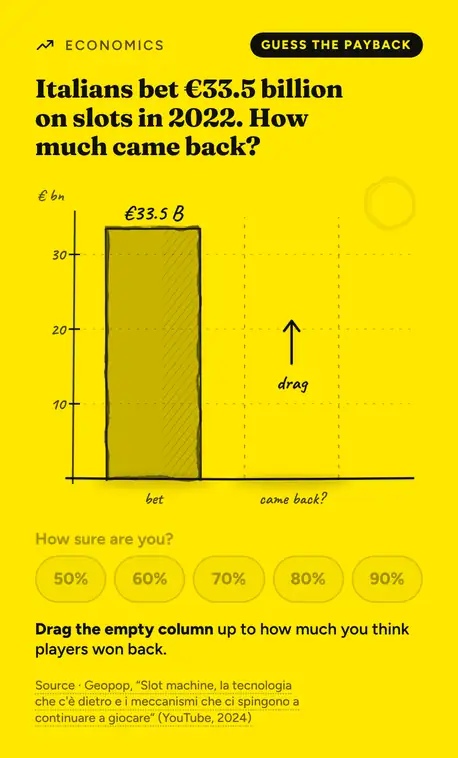 ECONOMICS
GUESS THE PAYBACK
Italians bet €33.5 billion
on slots in 2022. How
much came back?
€ bn
€33.5 B
30
20
10
drag
bet
came back?
How sure are you?
50% 60% 70% 80% 90%
Drag the empty column up to how much you think
players won back.
Source · Geopop, “Slot machine, la tecnologia
che c'è dietro e i meccanismi che ci spingono a
continuare a giocare” (YouTube, 2024)